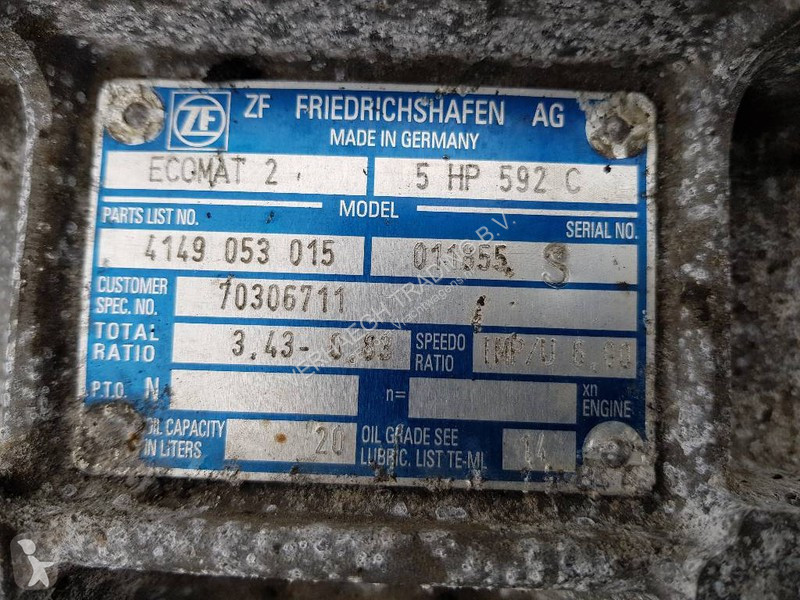 ZF ZF FRIEDRICHSHAFEN AG
MADE IN GERMANY
ECOMAT 2 5 HP 592 C
PARTS LIST NO. MODEL SERIAL NO.
4149 053 015 011855 S
CUSTOMER SPEC. NO. 70306711
TOTAL RATIO 3,43- 0,83 SPEEDO RATIO IMP/U 6,00
P.T.O. N n= xn ENGINE
OIL CAPACITY IN LITERS 20 OIL GRADE SEE LUBRIC. LIST TE-ML 14